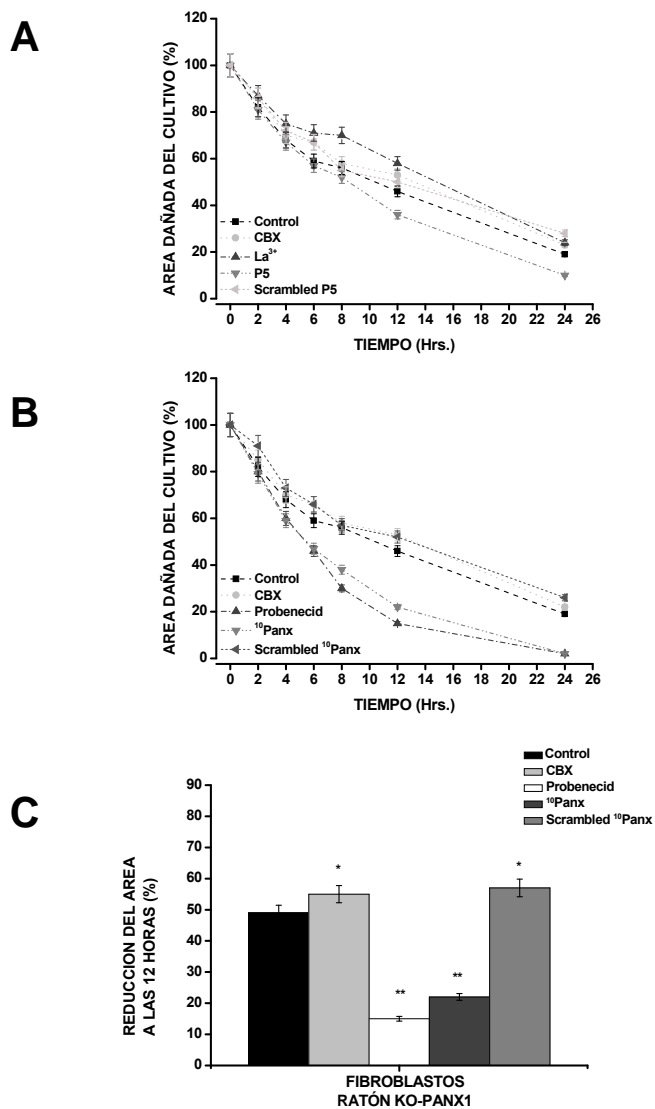 A
AREA DAÑADA DEL CULTIVO (%)
120
100
80
60
40
20
0
Control
CBX
La³⁺
P5
Scrambled P5
0 2 4 6 8 10 12 14 16 18 20 22 24 26
TIEMPO (Hrs.)
B
AREA DAÑADA DEL CULTIVO (%)
120
100
80
60
40
20
0
Control
CBX
Probenecid
¹⁰Panx
Scrambled ¹⁰Panx
0 2 4 6 8 10 12 14 16 18 20 22 24 26
TIEMPO (Hrs.)
C
Control
CBX
Probenecid
¹⁰Panx
Scrambled ¹⁰Panx
REDUCCION DEL AREA
A LAS 12 HORAS (%)
90
80
70
60
50
40
30
20
10
0
*
**
**
*
FIBROBLASTOS
RATÓN KO-PANX1